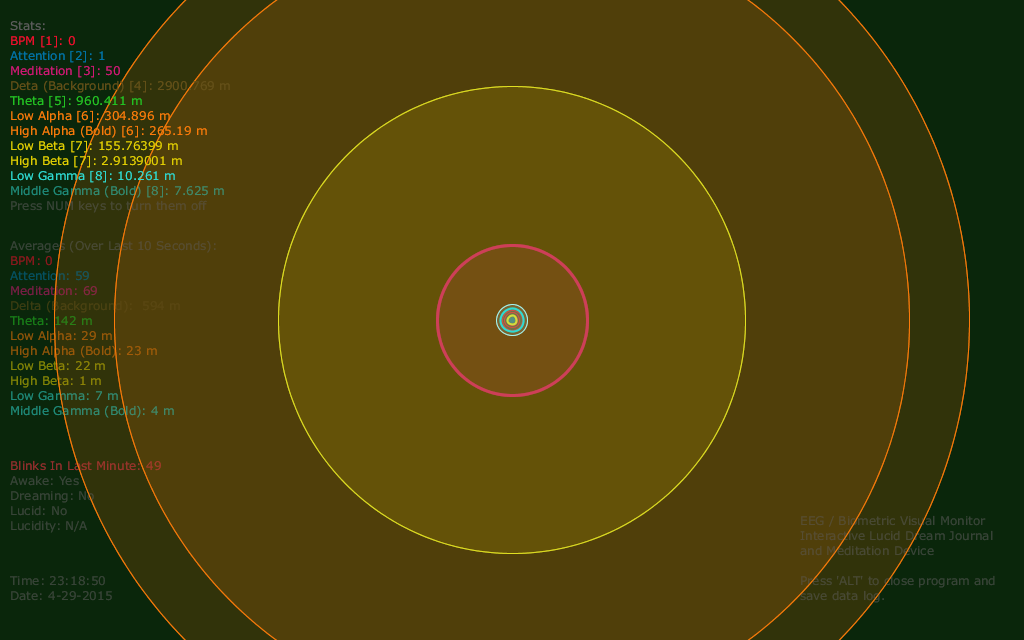 Stats:
BPM [1]: 0
Attention [2]: 1
Meditation [3]: 50
Deta (Background) [4]: 2900.769 m
Theta [5]: 960.411 m
Low Alpha [6]: 304.896 m
High Alpha (Bold) [6]: 265.19 m
Low Beta [7]: 155.76399 m
High Beta [7]: 2.9139001 m
Low Gamma [8]: 10.261 m
Middle Gamma (Bold) [8]: 7.625 m
Press NUM keys to turn them off
Averages (Over Last 10 Seconds):
BPM: 0
Attention: 59
Meditation: 69
Delta (Background): 594 m
Theta: 142 m
Low Alpha: 29 m
High Alpha (Bold): 23 m
Low Beta: 22 m
High Beta: 1 m
Low Gamma: 7 m
Middle Gamma (Bold): 4 m
Blinks In Last Minute: 49
Awake: Yes
Dreaming: No
Lucid: No
Lucidity: N/A
Time: 23:18:50
Date: 4-29-2015
EEG / Biometric Visual Monitor
Interactive Lucid Dream Journal
and Meditation Device
Press 'ALT' to close program and
save data log.